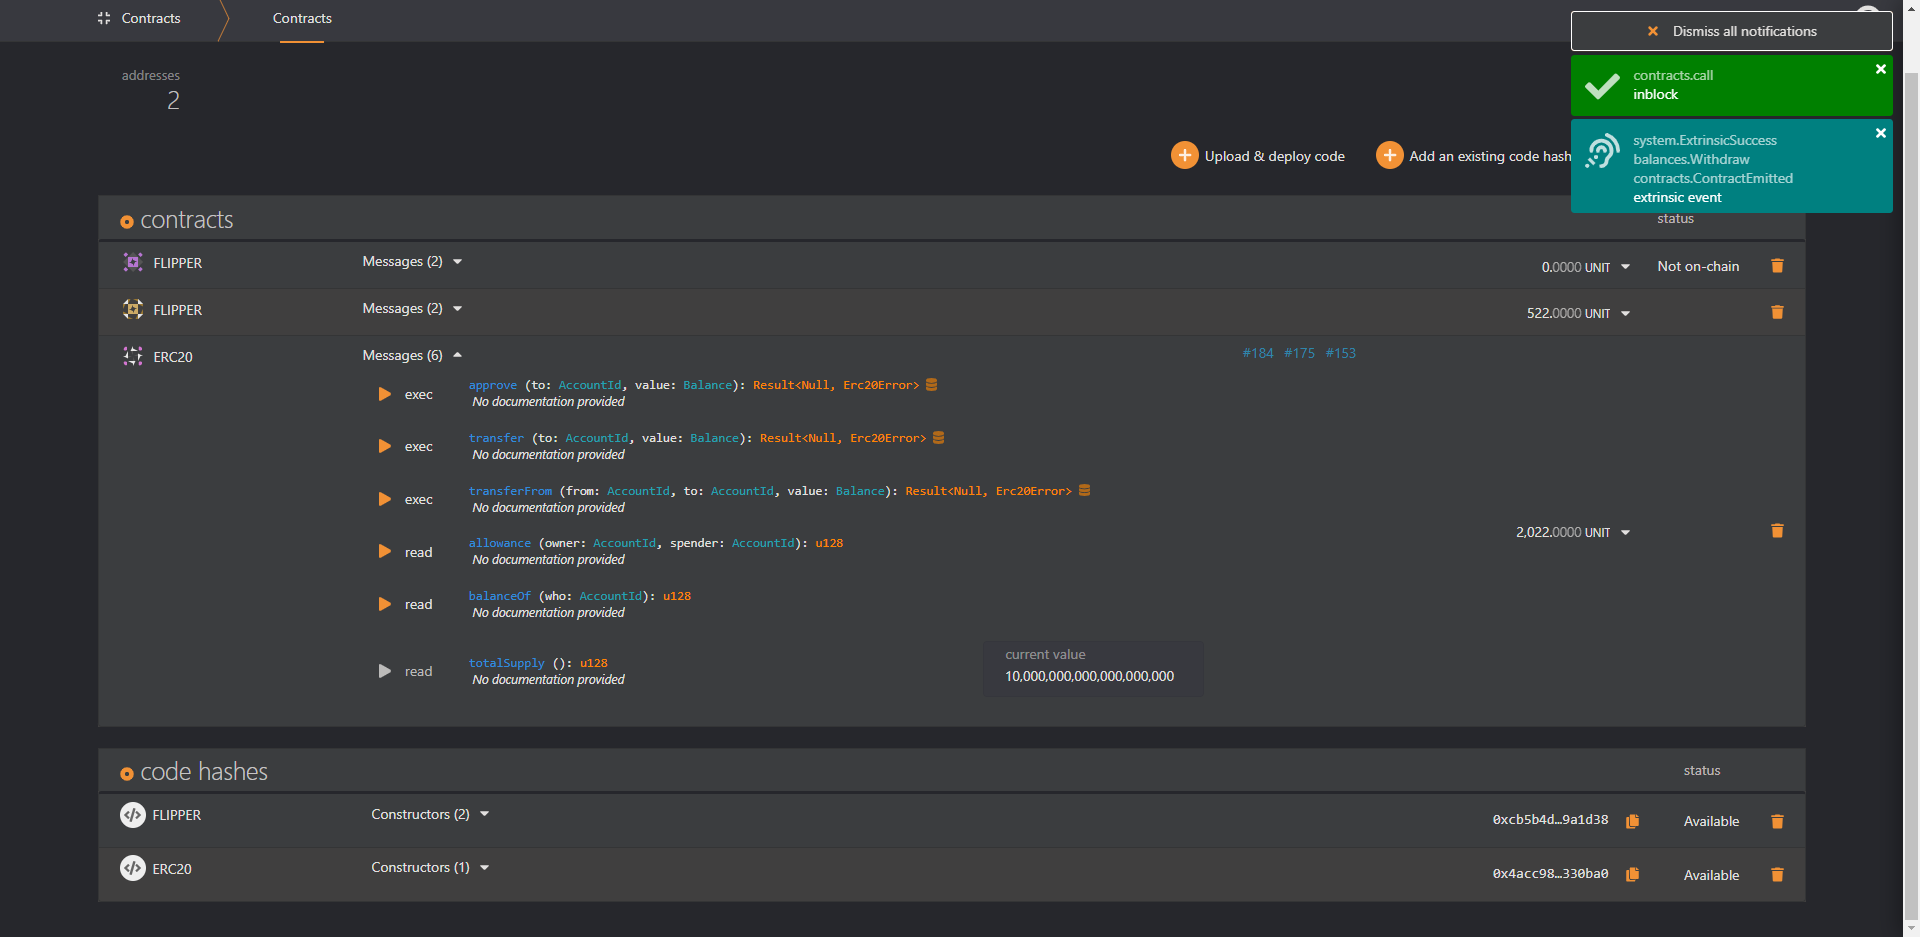 Contracts
Contracts
Dismiss all notifications
contracts.call
inblock
system.ExtrinsicSuccess
balances.Withdraw
contracts.ContractEmitted
extrinsic event
addresses
2
Upload & deploy code
Add an existing code hash
contracts
status
FLIPPER
Messages (2)
0.0000 UNIT
Not on-chain
FLIPPER
Messages (2)
522.0000 UNIT
ERC20
Messages (6)
#184 #175 #153
exec
approve (to: AccountId, value: Balance): Result<Null, Erc20Error>
No documentation provided
exec
transfer (to: AccountId, value: Balance): Result<Null, Erc20Error>
No documentation provided
exec
transferFrom (from: AccountId, to: AccountId, value: Balance): Result<Null, Erc20Error>
No documentation provided
read
allowance (owner: AccountId, spender: AccountId): u128
No documentation provided
2,022.0000 UNIT
read
balanceOf (who: AccountId): u128
No documentation provided
read
totalSupply (): u128
No documentation provided
current value
10,000,000,000,000,000,000
code hashes
status
FLIPPER
Constructors (2)
0xcb5b4d…9a1d38
Available
ERC20
Constructors (1)
0x4acc98…330ba0
Available